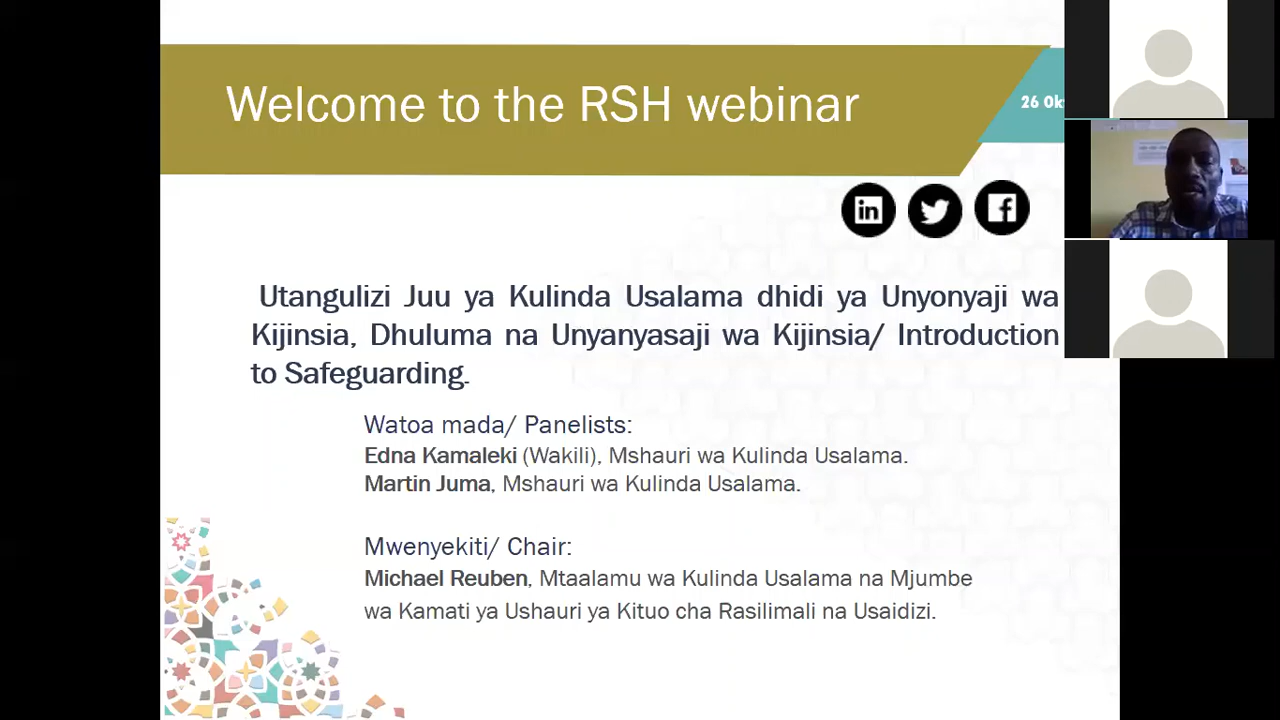 Welcome to the RSH webinar
26
Utangulizi Juu ya Kulinda Usalama dhidi ya Unyonyaji wa
Kijinsia, Dhuluma na Unyanyasaji wa Kijinsia/ Introduction
to Safeguarding.
Watoa mada/ Panelists:
Edna Kamaleki (Wakili), Mshauri wa Kulinda Usalama.
Martin Juma, Mshauri wa Kulinda Usalama.
Mwenyekiti/ Chair:
Michael Reuben, Mtaalamu wa Kulinda Usalama na Mjumbe
wa Kamati ya Ushauri ya Kituo cha Rasilimali na Usaidizi.